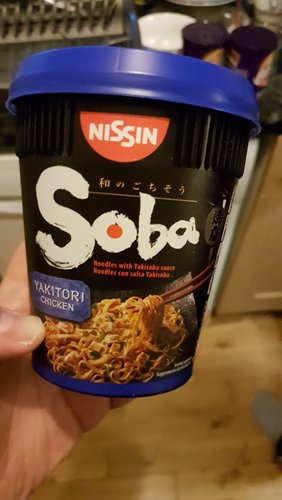 NISSIN
和のごちそう
Soba
Noodles with Yakisoba sauce
Noodles con salsa Yakisoba
YAKITORI
CHICKEN